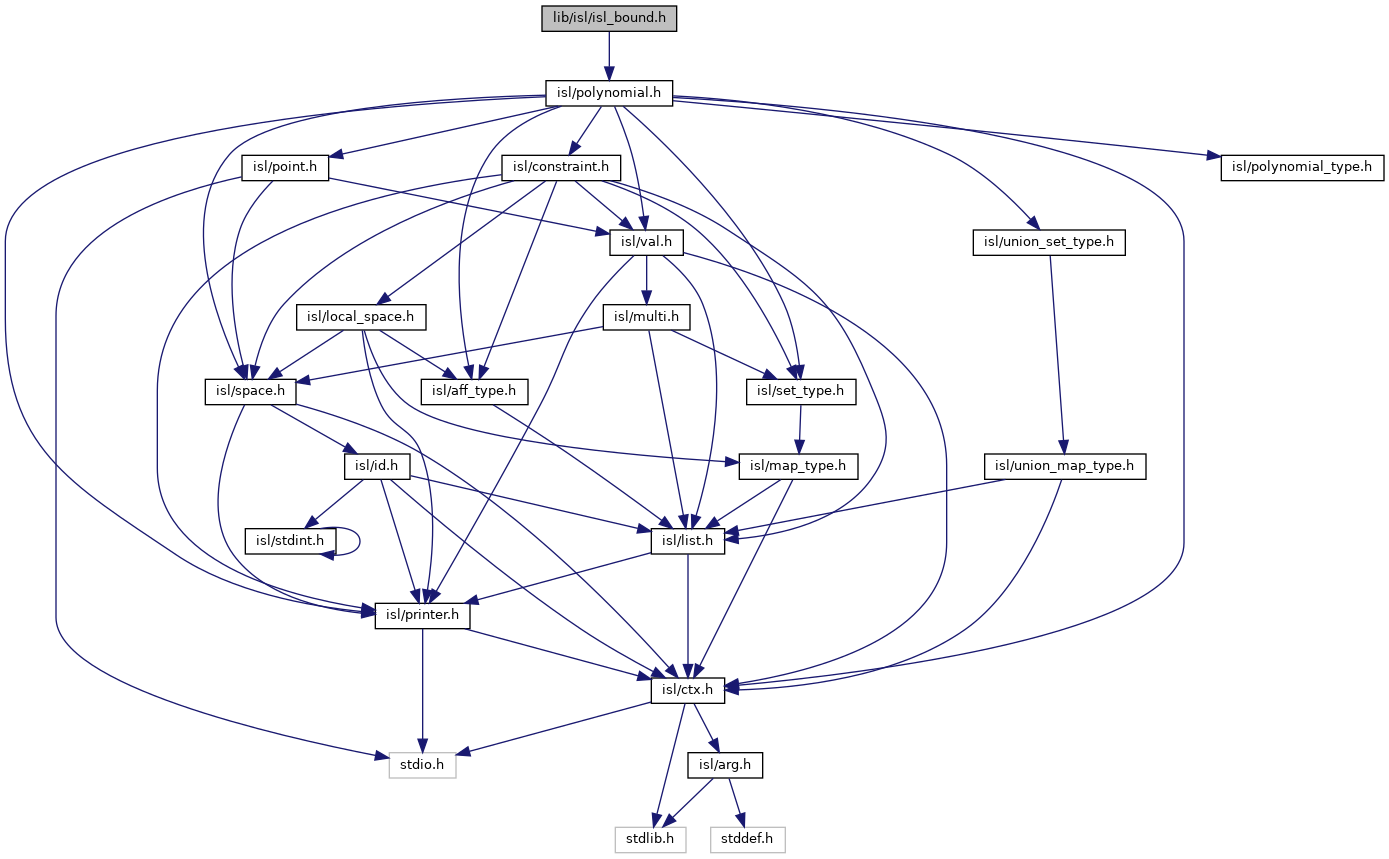 lib/isl/isl_bound.h
isl/polynomial.h
isl/point.h
isl/constraint.h
isl/polynomial_type.h
isl/val.h
isl/union_set_type.h
isl/local_space.h
isl/multi.h
isl/space.h
isl/aff_type.h
isl/set_type.h
isl/id.h
isl/map_type.h
isl/union_map_type.h
isl/stdint.h
isl/list.h
isl/printer.h
isl/ctx.h
stdio.h
isl/arg.h
stdlib.h
stddef.h